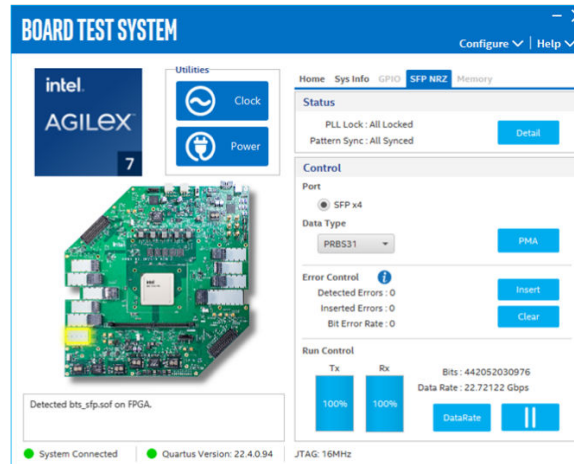 BOARD TEST SYSTEM
Configure | Help
intel.
AGILEX
7
Utilities
Clock
Power
Home Sys Info GPIO SFP NRZ Memory
Status
PLL Lock : All Locked
Pattern Sync : All Synced
Detail
Control
Port
SFP x4
Data Type
PRBS31
PMA
Error Control
Detected Errors : 0
Inserted Errors : 0
Bit Error Rate : 0
Insert
Clear
Run Control
Tx Rx
100% 100%
Bits : 442052030976
Data Rate : 22.72122 Gbps
DataRate
Detected bts_sfp.sof on FPGA.
System Connected Quartus Version: 22.4.0.94 JTAG: 16MHz